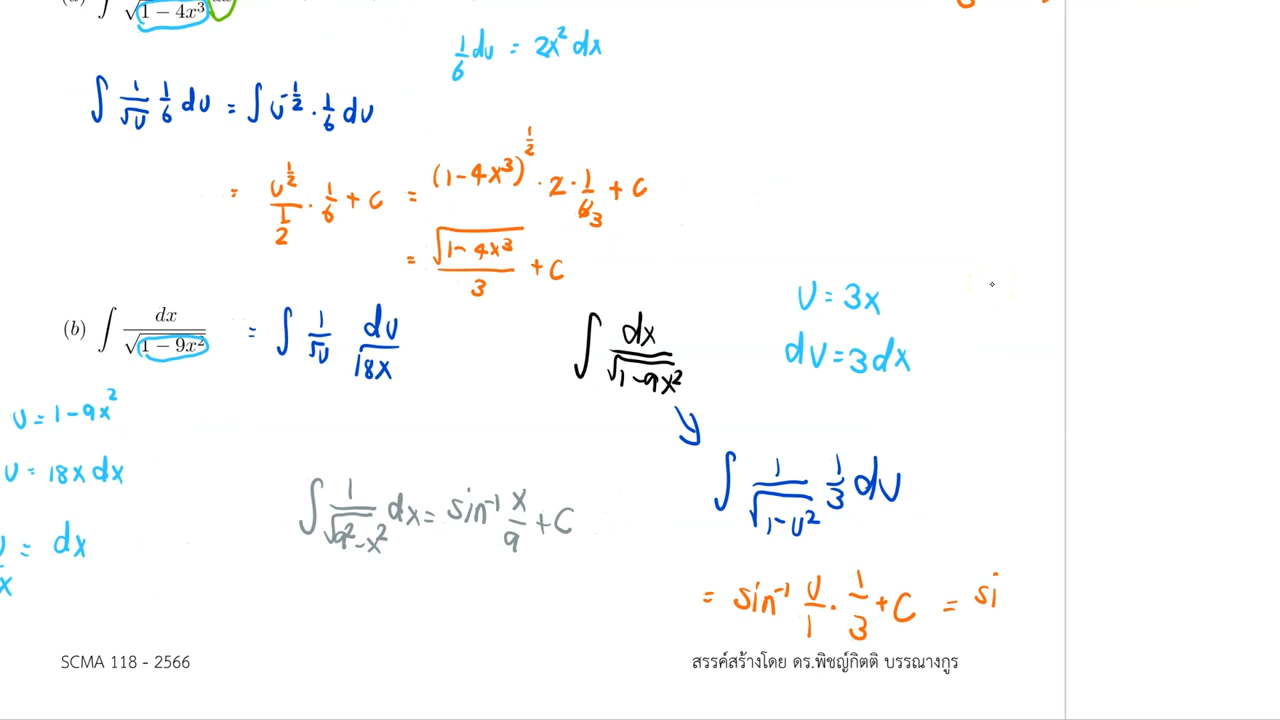 √(1 − 4x³)
1/6 du = 2x² dx
∫ 1/√u 1/6 du = ∫ u^(-1/2) · 1/6 du
= u^(1/2)/(1/2) · 1/6 + C = (1-4x³)^(1/2) · 2 · 1/6 3 + C
= √(1-4x³)/3 + C
(b) ∫ dx/√(1 − 9x²) = ∫ 1/√u du/18x
u = 1-9x²
u = 18x dx
= dx
∫ 1/√(a²-x²) dx = sin⁻¹ x/a + C
∫ dx/√(1-9x²)
u = 3x
du = 3dx
∫ 1/√(1-u²) 1/3 du
= sin⁻¹ u/1 · 1/3 + C = si
SCMA 118 - 2566
สรรค์สร้างโดย ดร.พิชญ์กิตติ บรรณางกูร